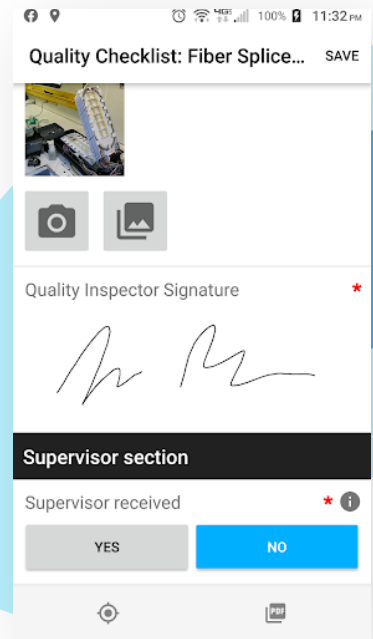 4G 100% 11:32 PM
Quality Checklist: Fiber Splice... SAVE
Quality Inspector Signature *
Supervisor section
Supervisor received *
YES NO
PDF